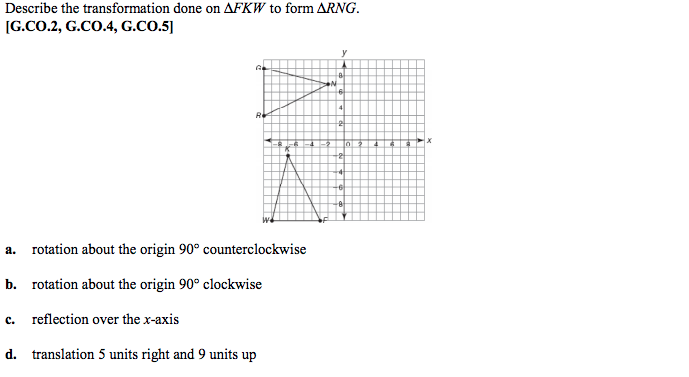 Describe the transformation done on ΔFKW to form ΔRNG.
[G.CO.2, G.CO.4, G.CO.5]
y
G
8
N
6
4
R
2
x
-8 -6 -4 -2 0 2 4 6 8
K
-2
-4
-6
-8
W F
a. rotation about the origin 90° counterclockwise
b. rotation about the origin 90° clockwise
c. reflection over the x-axis
d. translation 5 units right and 9 units up